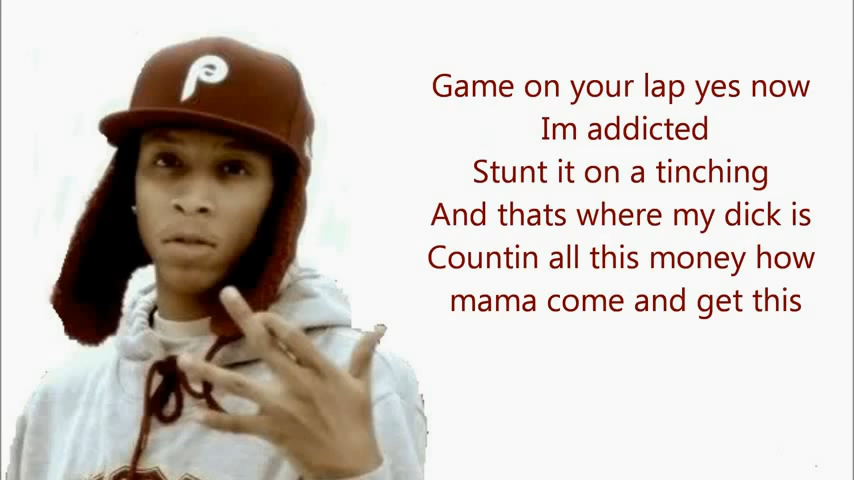 P
Game on your lap yes now
Im addicted
Stunt it on a tinching
And thats where my dick is
Countin all this money how
mama come and get this